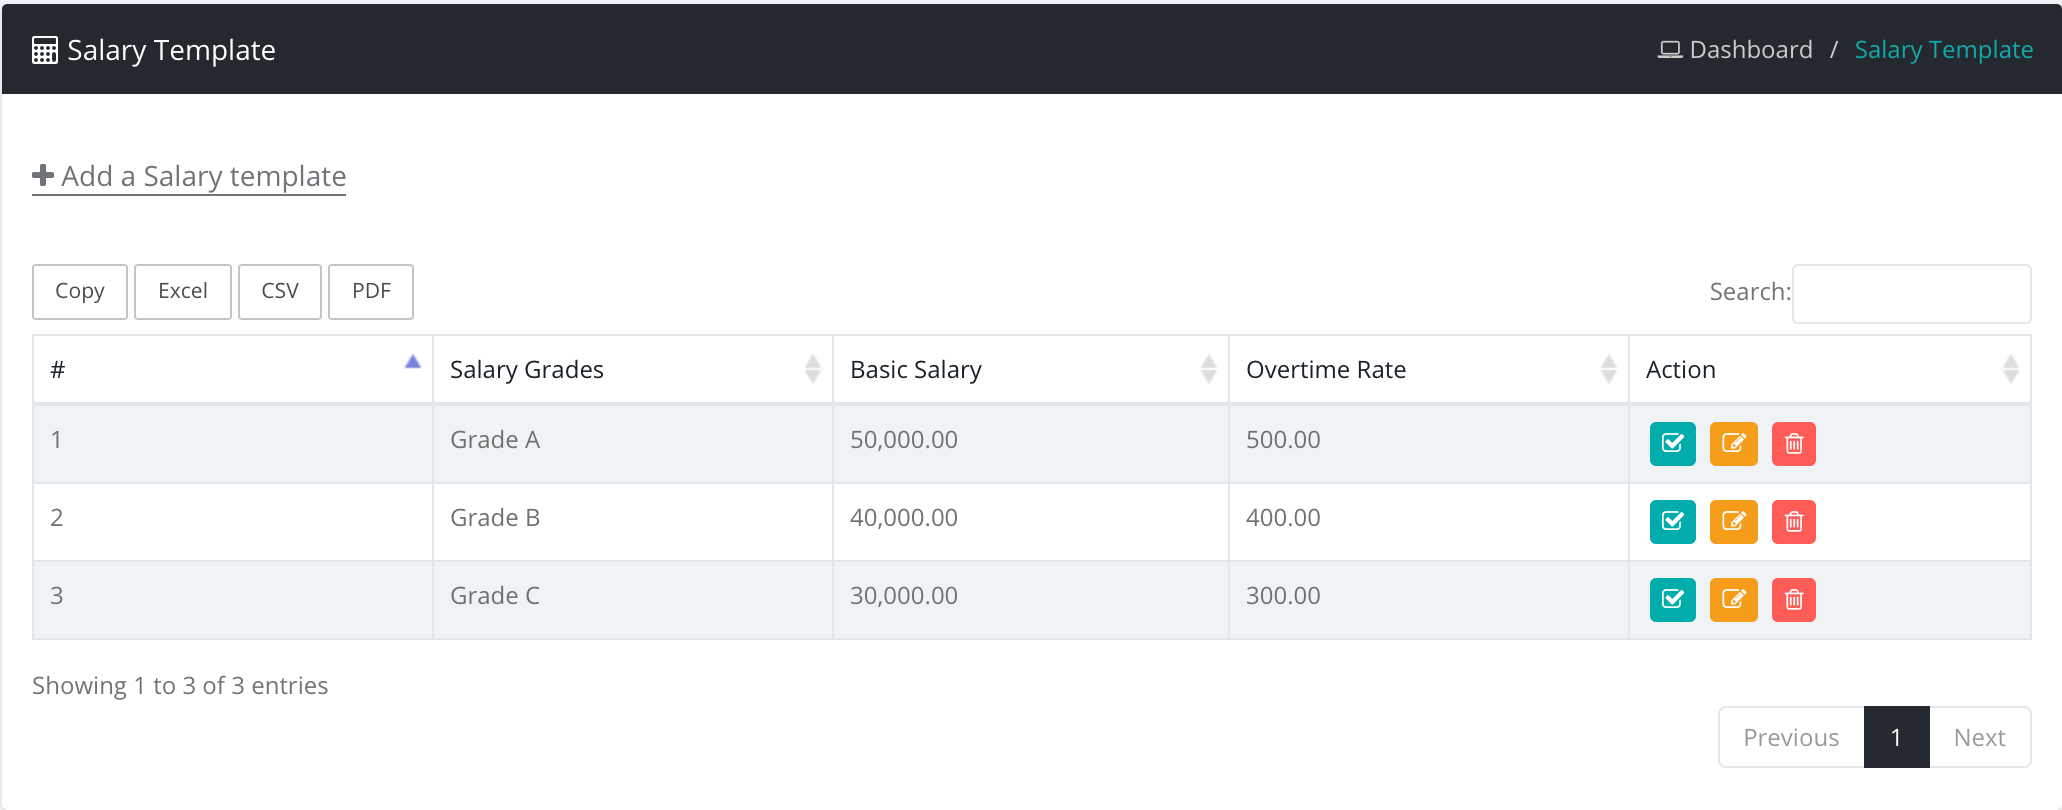 Salary Template
Dashboard / Salary Template
Add a Salary template
Copy Excel CSV PDF
Search:
# Salary Grades Basic Salary Overtime Rate Action
1 Grade A 50,000.00 500.00
2 Grade B 40,000.00 400.00
3 Grade C 30,000.00 300.00
Showing 1 to 3 of 3 entries
Previous 1 Next